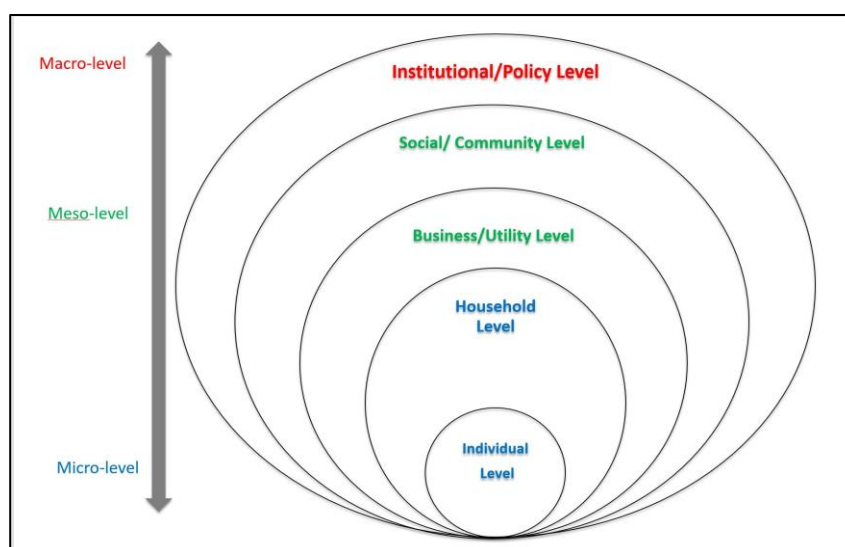 Macro-level
Institutional/Policy Level
Social/ Community Level
Meso-level
Business/Utility Level
Household
Level
Individual
Level
Micro-level